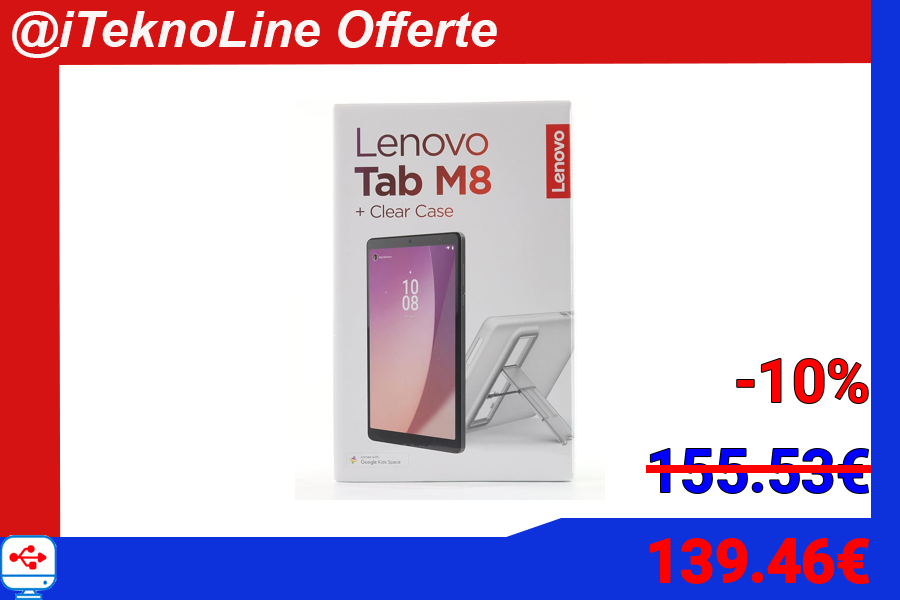 @iTeknoLine Offerte
Lenovo
Tab M8
+ Clear Case
Lenovo
10
08
Google Kids Space
-10%
155.53€
139.46€